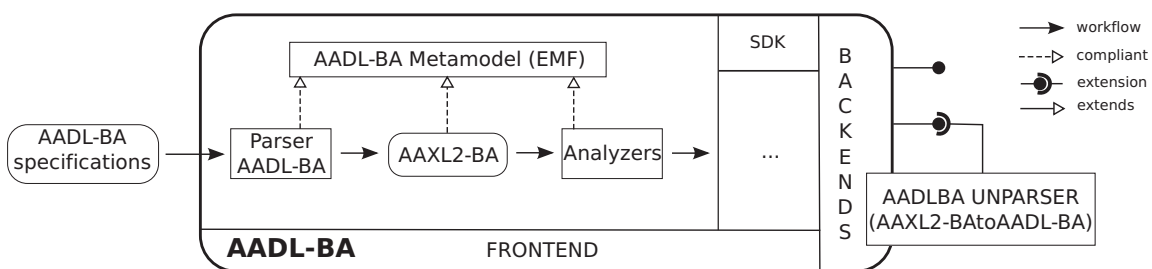 AADL-BA
specifications
AADL-BA Metamodel (EMF)
Parser
AADL-BA
AAXL2-BA
Analyzers
SDK
...
B
A
C
K
E
N
D
S
AADL-BA
FRONTEND
AADLBA UNPARSER
(AAXL2-BAtoAADL-BA)
workflow
compliant
extension
extends